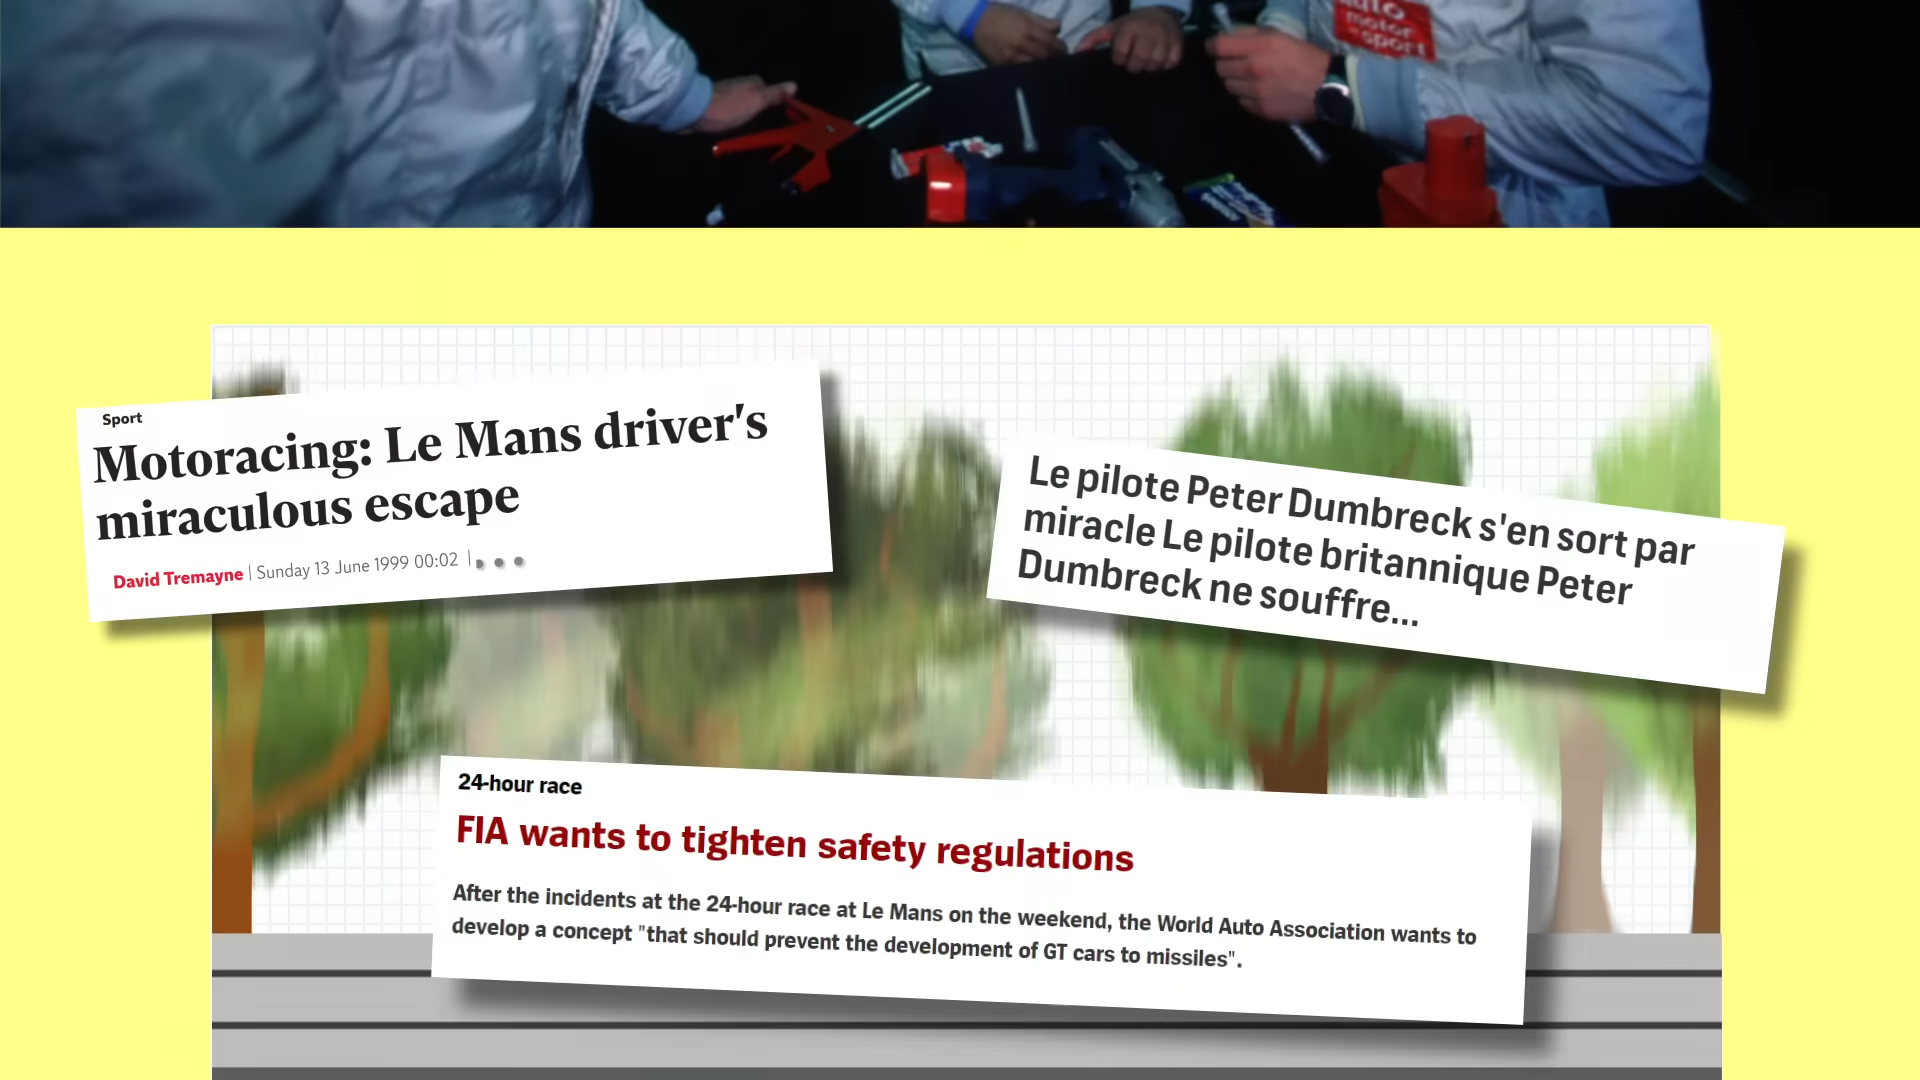 auto
motor
sport
Sport
Motoracing: Le Mans driver's
miraculous escape
David Tremayne | Sunday 13 June 1999 00:02 |
Le pilote Peter Dumbreck s'en sort par
miracle Le pilote britannique Peter
Dumbreck ne souffre...
24-hour race
FIA wants to tighten safety regulations
After the incidents at the 24-hour race at Le Mans on the weekend, the World Auto Association wants to
develop a concept "that should prevent the development of GT cars to missiles".